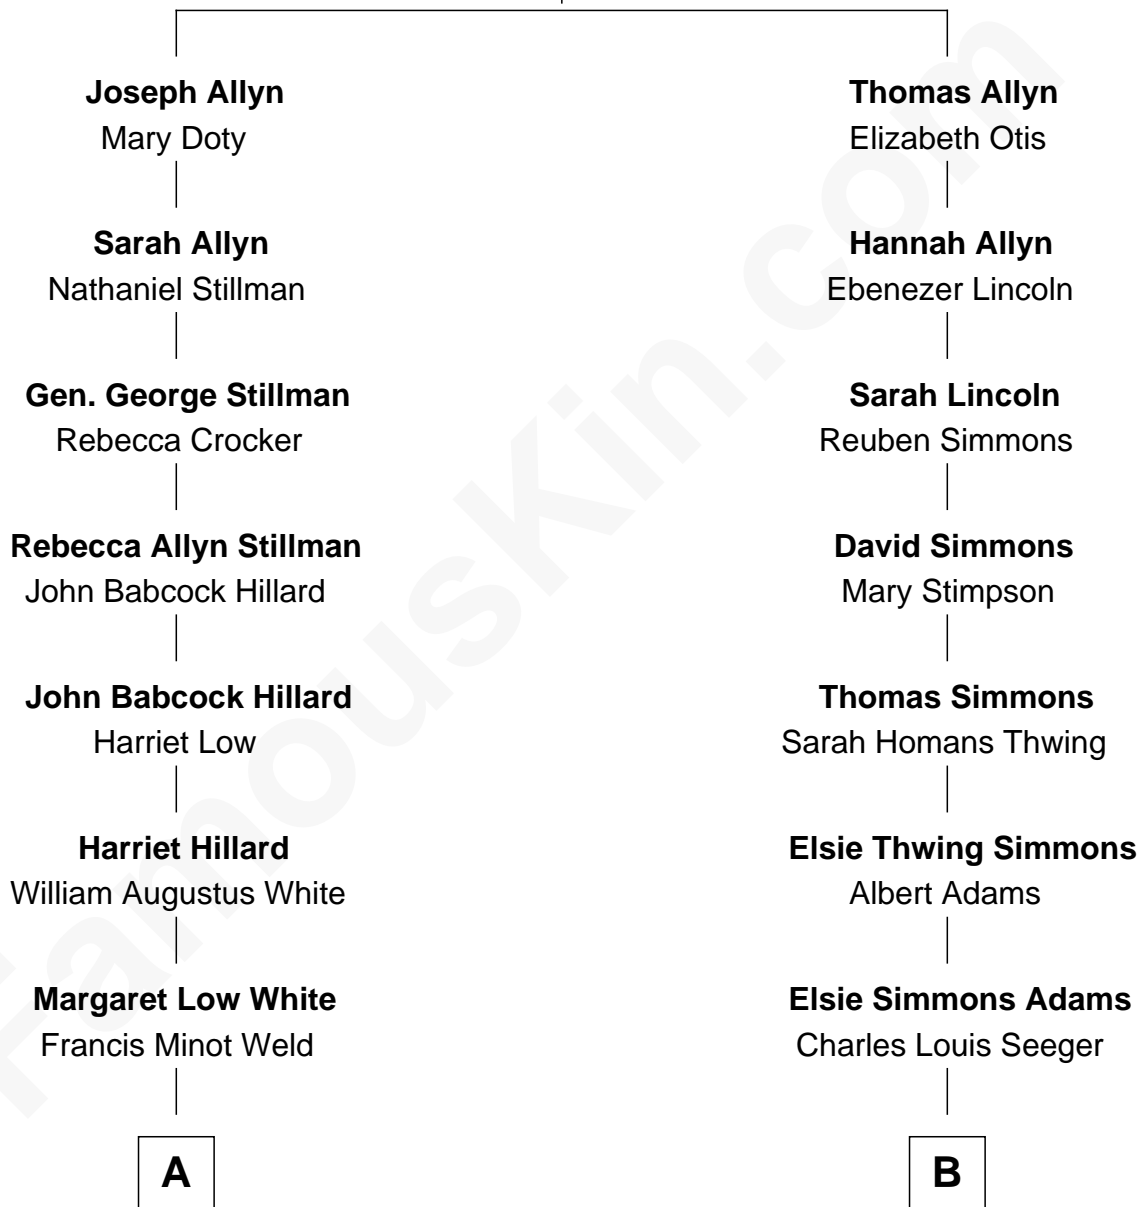 Joseph Allyn
Mary Doty
Sarah Allyn
Nathaniel Stillman
Gen. George Stillman
Rebecca Crocker
Rebecca Allyn Stillman
John Babcock Hillard
John Babcock Hillard
Harriet Low
Harriet Hillard
William Augustus White
Margaret Low White
Francis Minot Weld
A
Thomas Allyn
Elizabeth Otis
Hannah Allyn
Ebenezer Lincoln
Sarah Lincoln
Reuben Simmons
David Simmons
Mary Stimpson
Thomas Simmons
Sarah Homans Thwing
Elsie Thwing Simmons
Albert Adams
Elsie Simmons Adams
Charles Louis Seeger
B
FamousKin.com